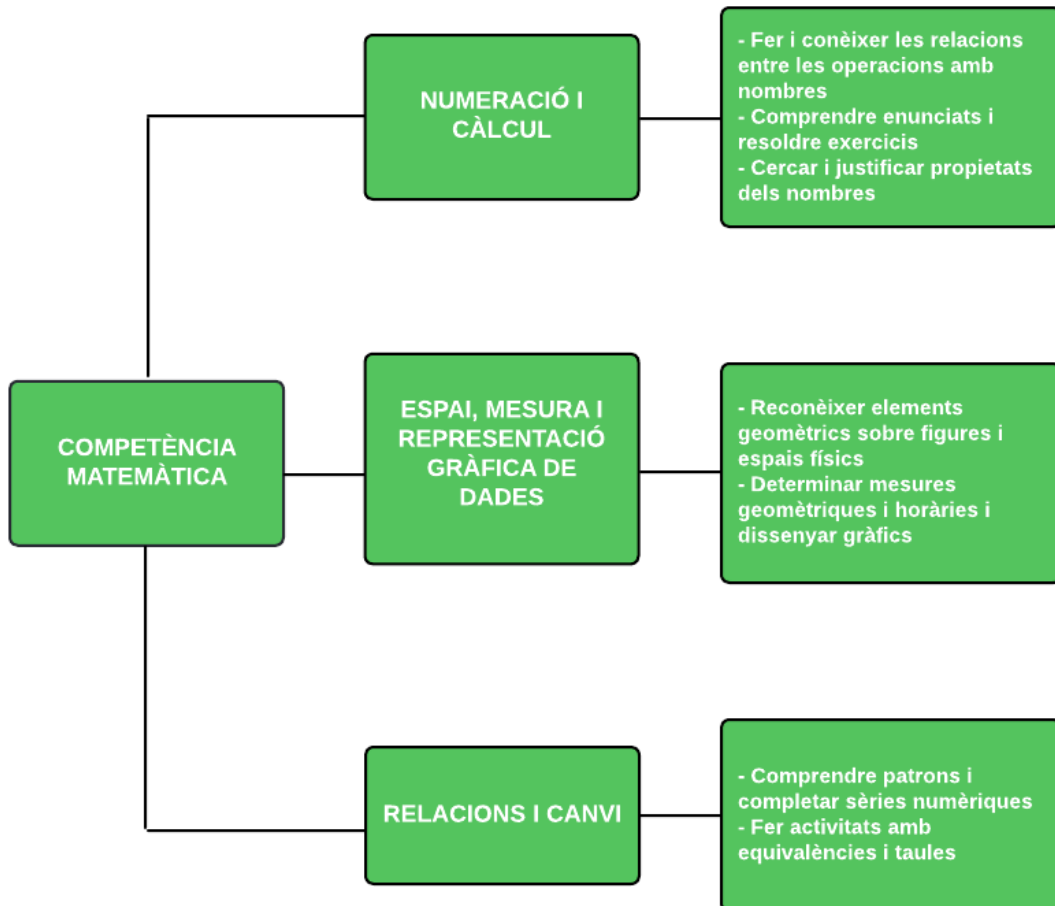 COMPETÈNCIA
MATEMÀTICA
NUMERACIÓ I
CÀLCUL
- Fer i conèixer les relacions
entre les operacions amb
nombres
- Comprendre enunciats i
resoldre exercicis
- Cercar i justificar propietats
dels nombres
ESPAI, MESURA I
REPRESENTACIÓ
GRÀFICA DE
DADES
- Reconèixer elements
geomètrics sobre figures i
espais físics
- Determinar mesures
geomètriques i horàries i
dissenyar gràfics
RELACIONS I CANVI
- Comprendre patrons i
completar sèries numèriques
- Fer activitats amb
equivalències i taules